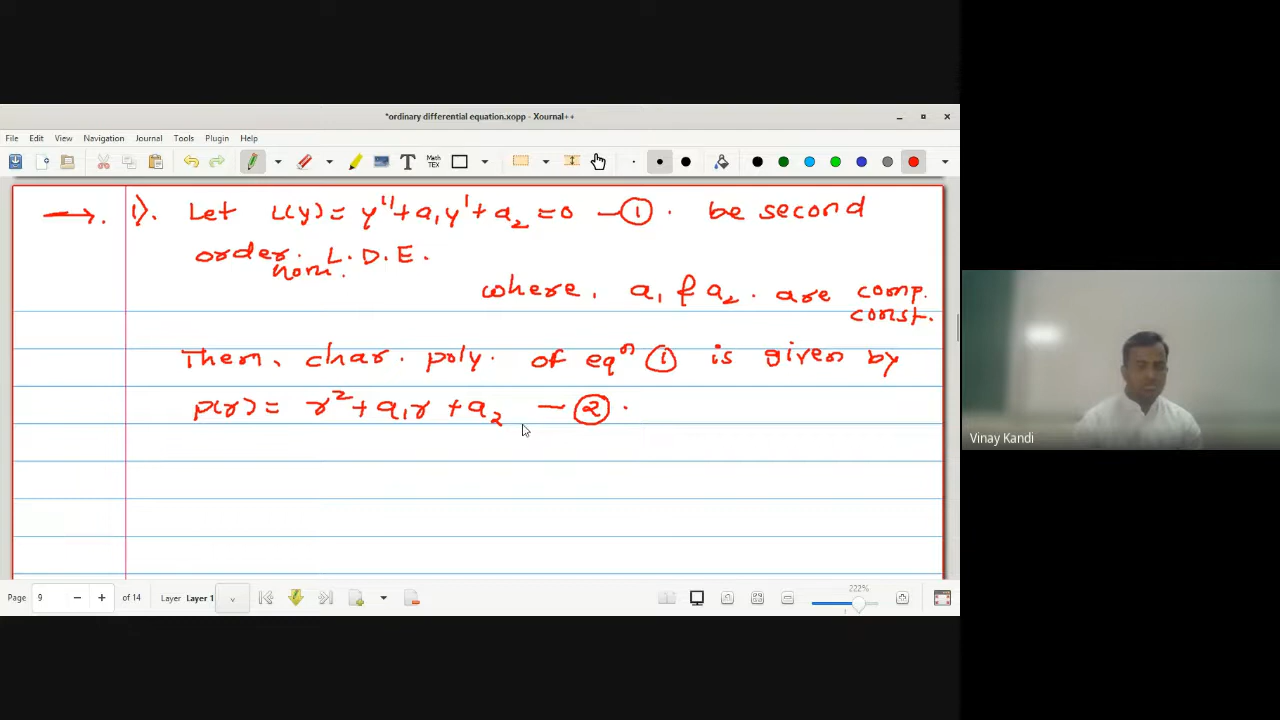 *ordinary differential equation.xopp - Xournal++
File Edit View Navigation Journal Tools Plugin Help
→. 1). Let L(y) = y'' + a₁y' + a₂ = 0 —①. be second
order. L.D.E.
hom.
where, a₁ & a₂. are comp.
const.
Then, char. poly. of eqⁿ ① is given by
p(r) = r² + a₁r + a₂ —②.
Vinay Kandi
Page 9 of 14 Layer Layer 1 222%